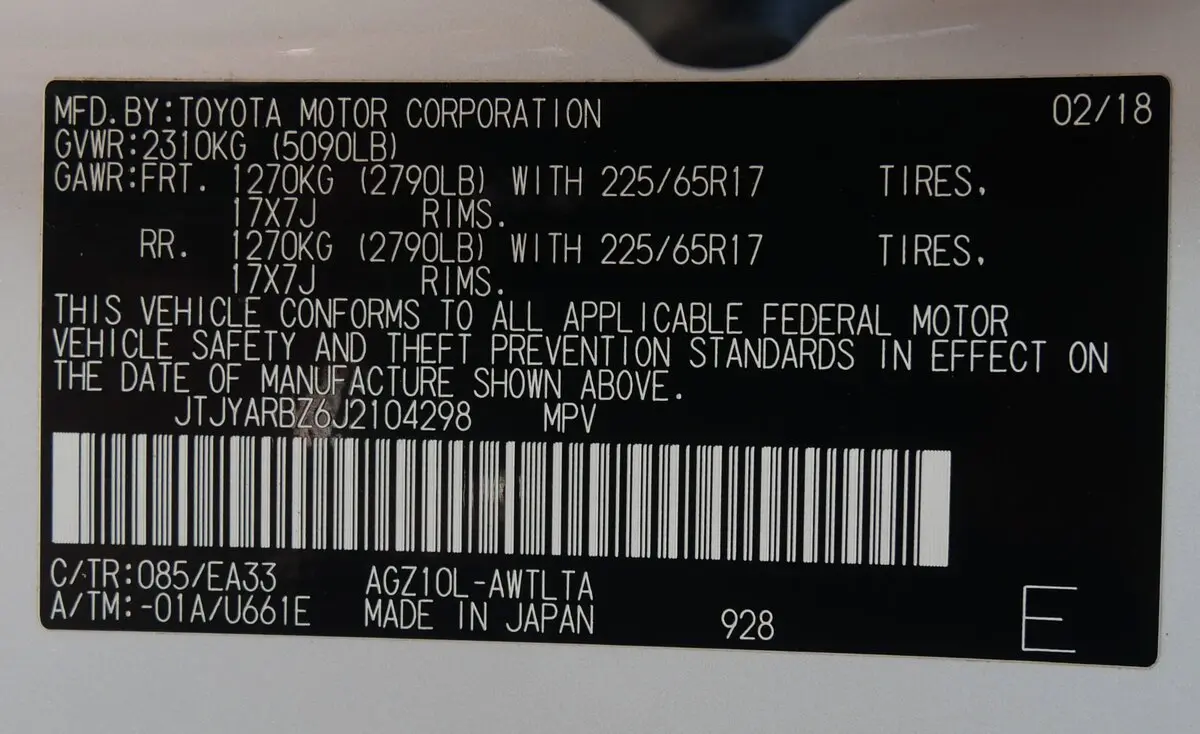 MFD.BY:TOYOTA MOTOR CORPORATION 02/18
GVWR:2310KG (5090LB)
GAWR:FRT. 1270KG (2790LB) WITH 225/65R17 TIRES,
17X7J RIMS.
RR. 1270KG (2790LB) WITH 225/65R17 TIRES,
17X7J RIMS.
THIS VEHICLE CONFORMS TO ALL APPLICABLE FEDERAL MOTOR
VEHICLE SAFETY AND THEFT PREVENTION STANDARDS IN EFFECT ON
THE DATE OF MANUFACTURE SHOWN ABOVE.
JTJYARBZ6J2104298 MPV
C/TR:085/EA33 AGZ10L-AWTLTA
A/TM:-01A/U661E MADE IN JAPAN 928 E